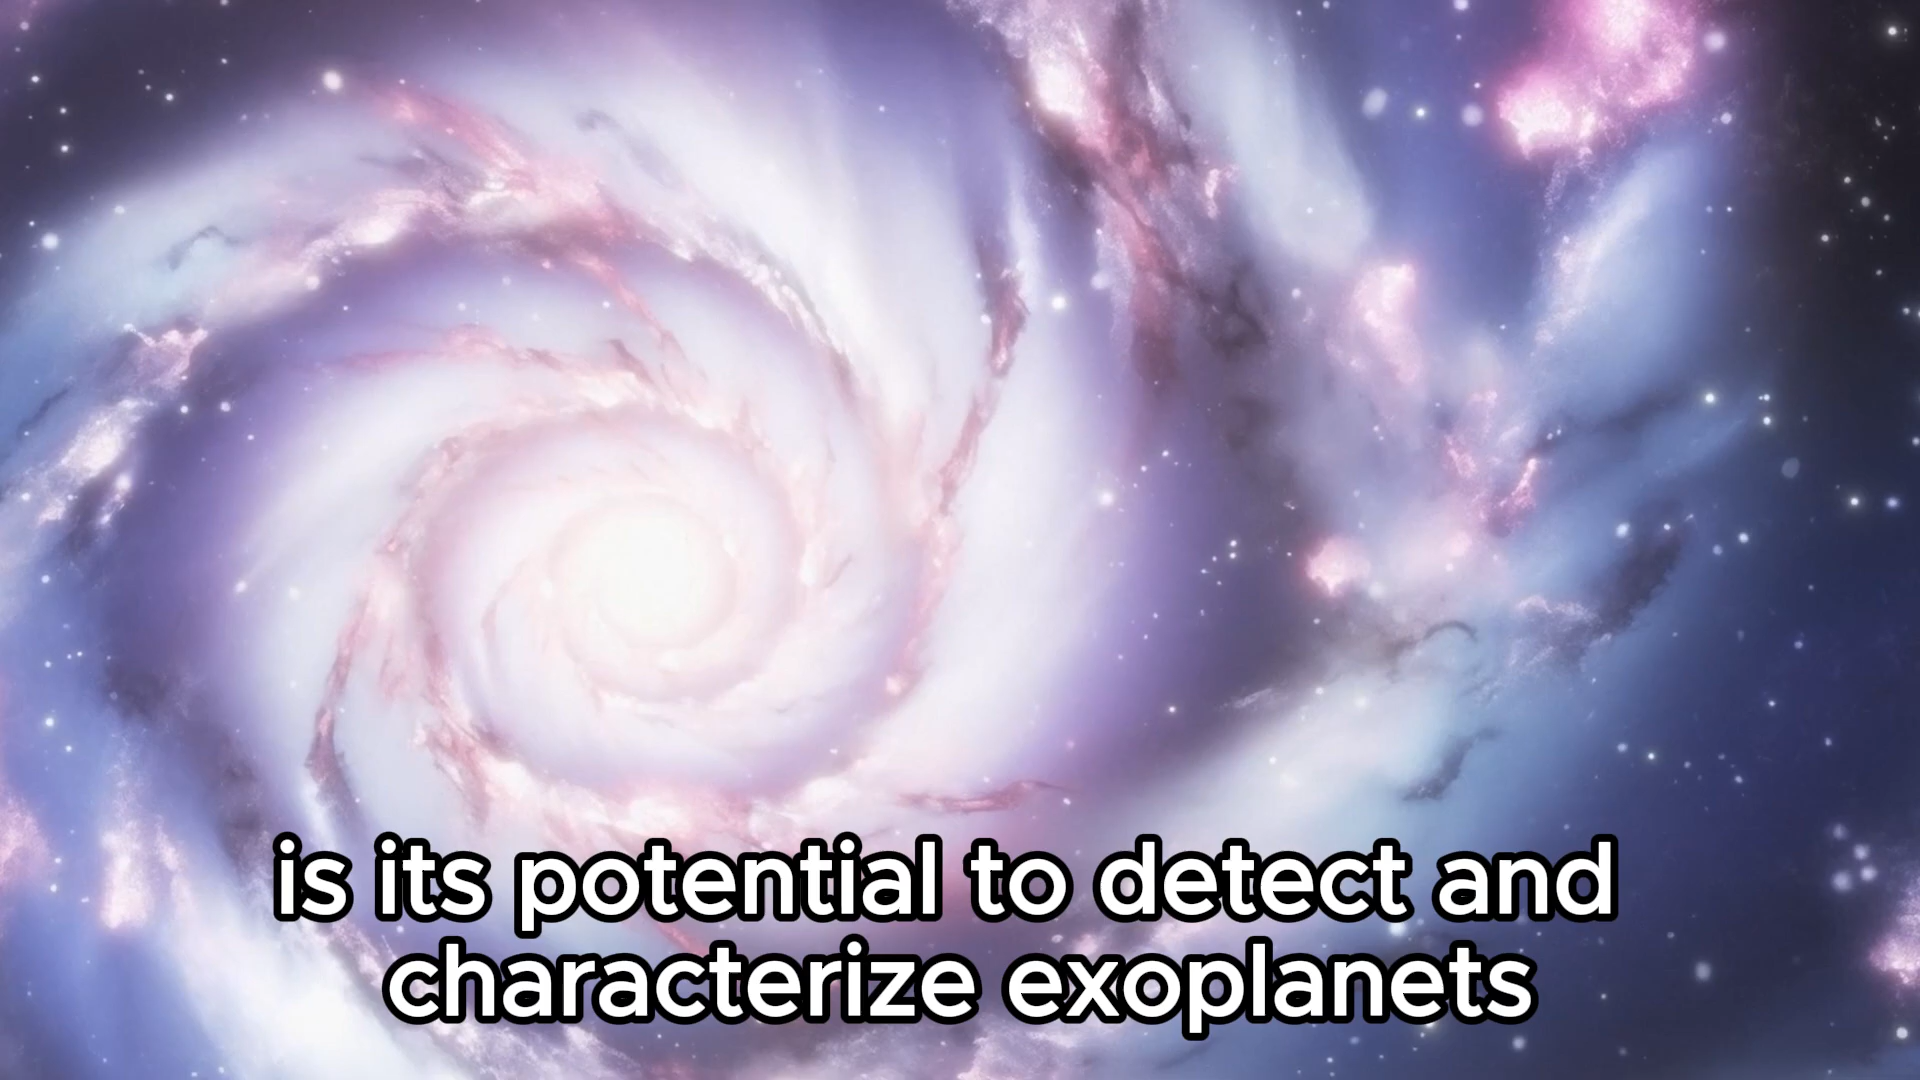 is its potential to detect and
characterize exoplanets